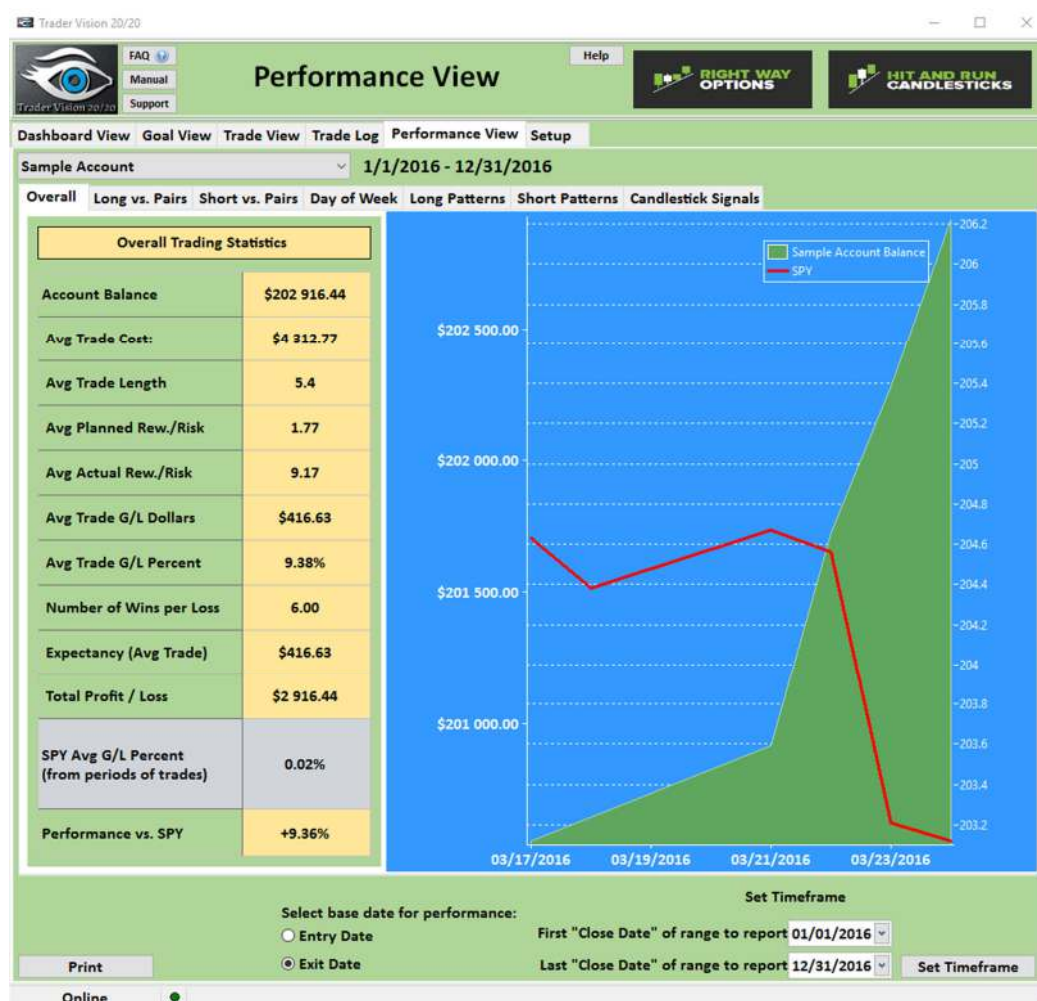 Trader Vision 20/20
FAQ
Manual
Support
Trader Vision 20/20
Performance View
Help
RIGHT WAY
OPTIONS
HIT AND RUN
CANDLESTICKS
Dashboard View Goal View Trade View Trade Log Performance View Setup
Sample Account 1/1/2016 - 12/31/2016
Overall Long vs. Pairs Short vs. Pairs Day of Week Long Patterns Short Patterns Candlestick Signals
Overall Trading Statistics
Account Balance $202 916.44
Avg Trade Cost: $4 312.77
Avg Trade Length 5.4
Avg Planned Rew./Risk 1.77
Avg Actual Rew./Risk 9.17
Avg Trade G/L Dollars $416.63
Avg Trade G/L Percent 9.38%
Number of Wins per Loss 6.00
Expectancy (Avg Trade) $416.63
Total Profit / Loss $2 916.44
SPY Avg G/L Percent
(from periods of trades) 0.02%
Performance vs. SPY +9.36%
$202 500.00
$202 000.00
$201 500.00
$201 000.00
Sample Account Balance
SPY
206.2
206
205.8
205.6
205.4
205.2
205
204.8
204.6
204.4
204.2
204
203.8
203.6
203.4
203.2
03/17/2016 03/19/2016 03/21/2016 03/23/2016
Set Timeframe
Select base date for performance:
Entry Date
Exit Date
First "Close Date" of range to report 01/01/2016
Last "Close Date" of range to report 12/31/2016
Set Timeframe
Print
Online